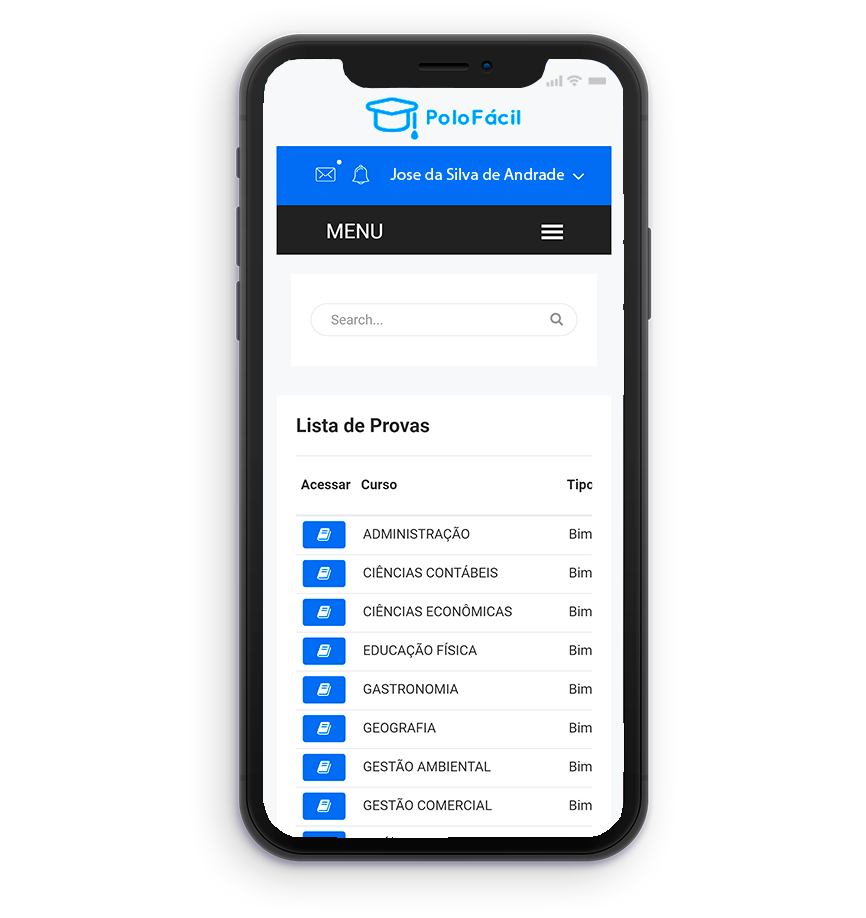 PoloFácil
Jose da Silva de Andrade
MENU
Search...
Lista de Provas
Acessar Curso Tipo
ADMINISTRAÇÃO Bim
CIÊNCIAS CONTÁBEIS Bim
CIÊNCIAS ECONÔMICAS Bim
EDUCAÇÃO FÍSICA Bim
GASTRONOMIA Bim
GEOGRAFIA Bim
GESTÃO AMBIENTAL Bim
GESTÃO COMERCIAL Bim